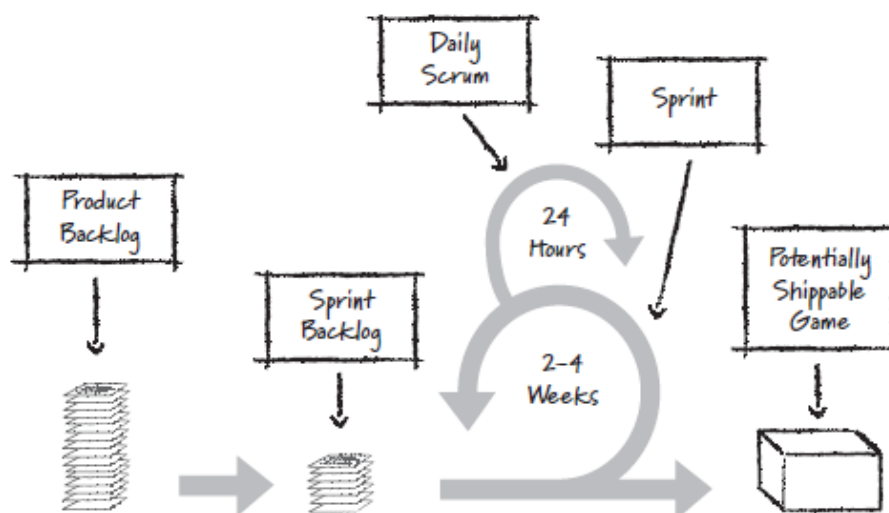 Daily
Scrum
Sprint
Product
Backlog
24
Hours
Potentially
Shippable
Game
Sprint
Backlog
2-4
Weeks